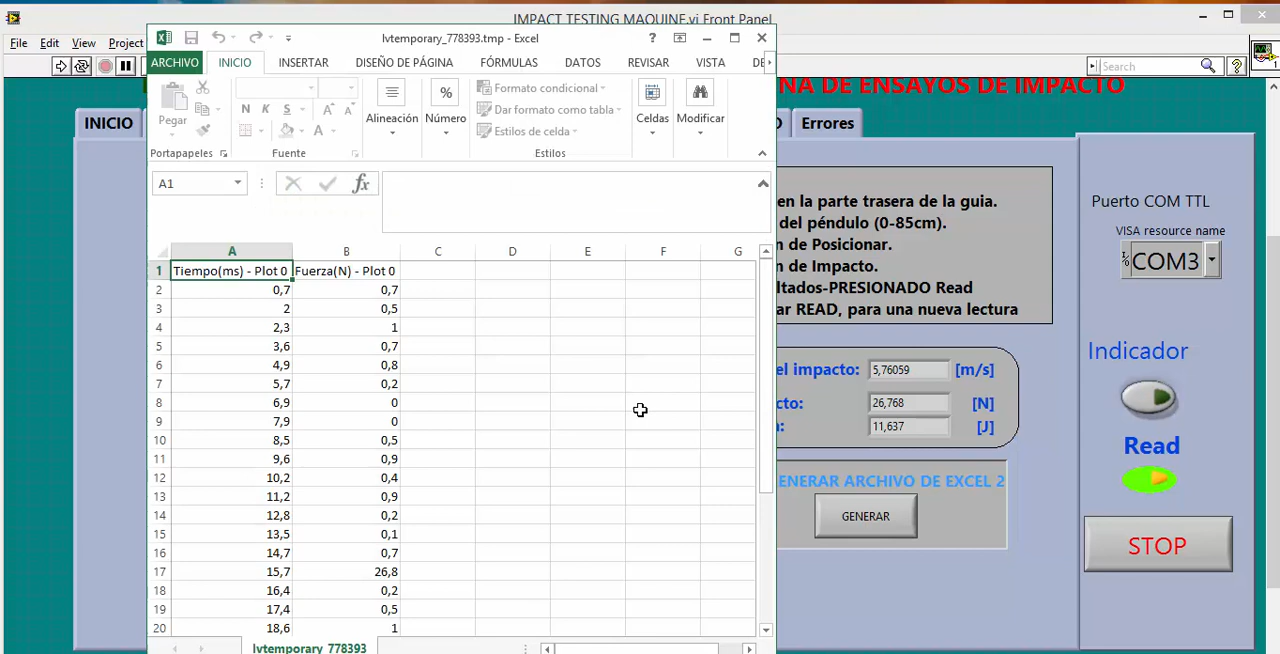 IMPACT TESTING MAQUINE.vi Front Panel
File Edit View Project
Search
lvtemporary_778393.tmp - Excel
ARCHIVO INICIO INSERTAR DISEÑO DE PÁGINA FÓRMULAS DATOS REVISAR VISTA DE
Pegar
N K S A A
A
Alineación
Número
Formato condicional
Dar formato como tabla
Estilos de celda
Celdas
Modificar
Portapapeles Fuente Estilos
A1
fx
A B C D E F G
1 Tiempo(ms) - Plot 0 Fuerza(N) - Plot 0
2 0,7 0,7
3 2 0,5
4 2,3 1
5 3,6 0,7
6 4,9 0,8
7 5,7 0,2
8 6,9 0
9 7,9 0
10 8,5 0,5
11 9,6 0,9
12 10,2 0,4
13 11,2 0,9
14 12,8 0,2
15 13,5 0,1
16 14,7 0,7
17 15,7 26,8
18 16,4 0,2
19 17,4 0,5
20 18,6 1
lvtemporary_778393
NA DE ENSAYOS DE IMPACTO
INICIO
O Errores
en la parte trasera de la guia.
del péndulo (0-85cm).
n de Posicionar.
n de Impacto.
ltados-PRESIONADO Read
ar READ, para una nueva lectura
el impacto: 5,76059 [m/s]
cto: 26,768 [N]
a: 11,637 [J]
ENERAR ARCHIVO DE EXCEL 2
GENERAR
Puerto COM TTL
VISA resource name
COM3
Indicador
Read
STOP